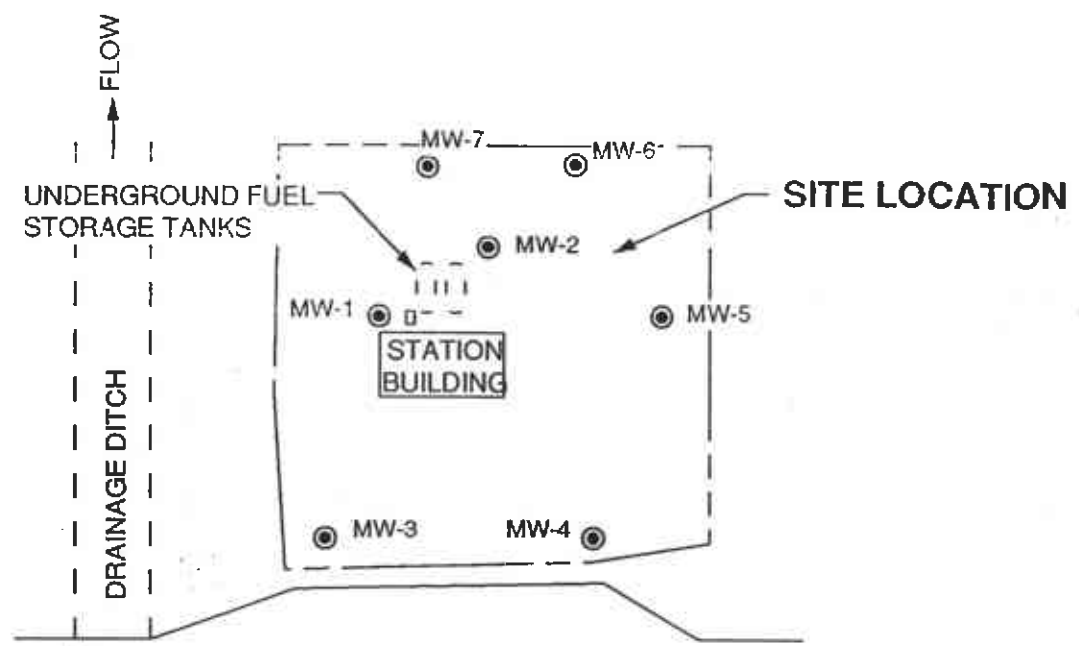 FLOW
MW-7
MW-6
UNDERGROUND FUEL
STORAGE TANKS
SITE LOCATION
MW-2
MW-1
MW-5
STATION
BUILDING
DRAINAGE DITCH
MW-3
MW-4